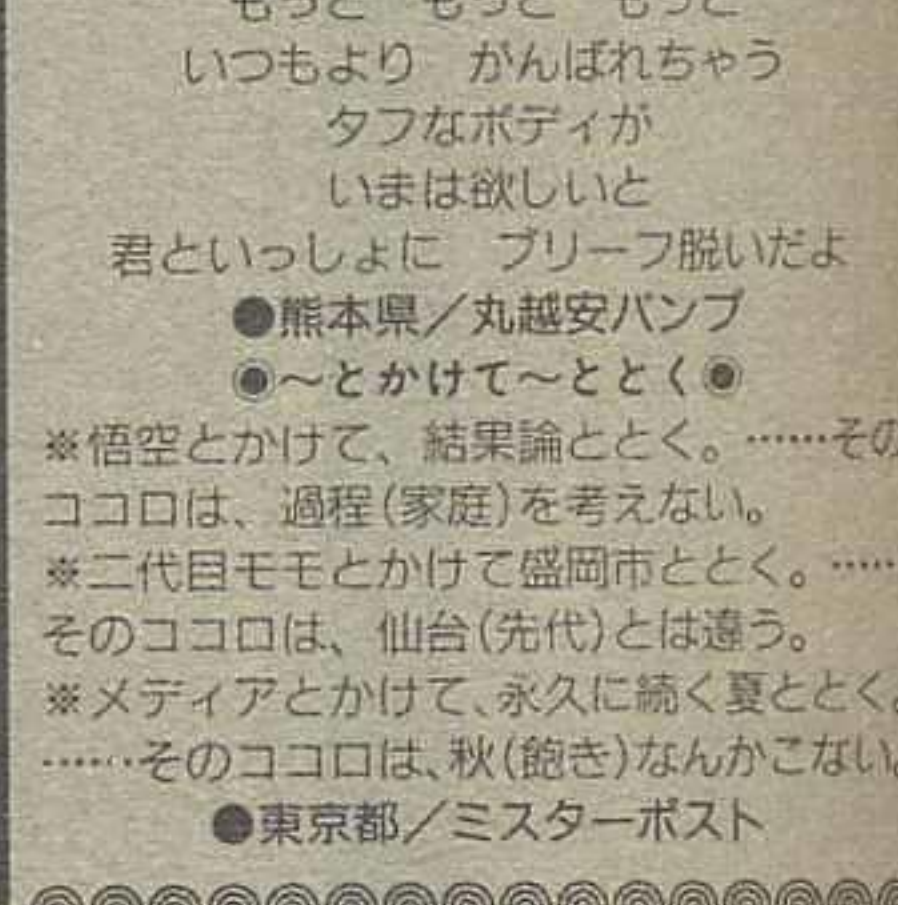 もっと　もっと　もっと
いつもより　がんばれちゃう
タフなボディが
いまは欲しいと
君といっしょに　ブリーフ脱いだよ
●熊本県／丸越安バンプ
◉〜とかけて〜ととく◉
※悟空とかけて、結果論ととく。……その
ココロは、過程(家庭)を考えない。
※二代目モモとかけて盛岡市ととく。……
そのココロは、仙台(先代)とは違う。
※メディアとかけて、永久に続く夏ととく。
……そのココロは、秋(飽き)なんかこない。
●東京都／ミスターポスト